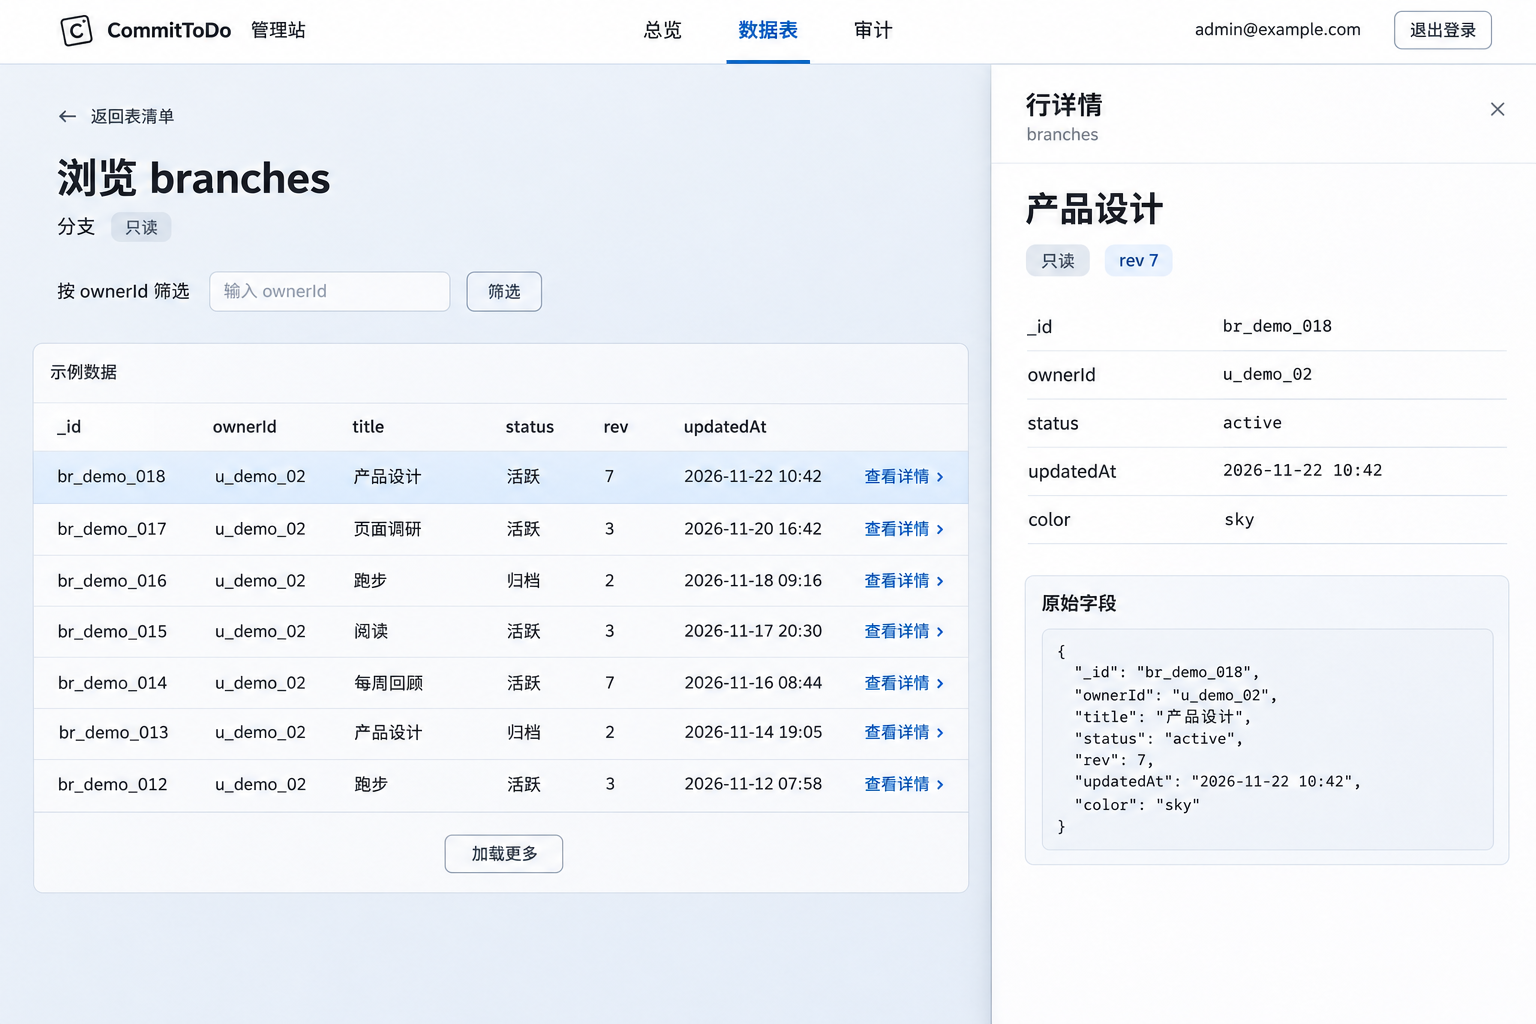 C CommitToDo 管理站 总览 数据表 审计 admin@example.com 退出登录
← 返回表清单
浏览 branches
分支 只读
按 ownerId 筛选 输入 ownerId 筛选
示例数据
_id ownerId title status rev updatedAt
br_demo_018 u_demo_02 产品设计 活跃 7 2026-11-22 10:42 查看详情 ›
br_demo_017 u_demo_02 页面调研 活跃 3 2026-11-20 16:42 查看详情 ›
br_demo_016 u_demo_02 跑步 归档 2 2026-11-18 09:16 查看详情 ›
br_demo_015 u_demo_02 阅读 活跃 3 2026-11-17 20:30 查看详情 ›
br_demo_014 u_demo_02 每周回顾 活跃 7 2026-11-16 08:44 查看详情 ›
br_demo_013 u_demo_02 产品设计 归档 2 2026-11-14 19:05 查看详情 ›
br_demo_012 u_demo_02 跑步 活跃 3 2026-11-12 07:58 查看详情 ›
加载更多
行详情
branches
产品设计
只读 rev 7
_id br_demo_018
ownerId u_demo_02
status active
updatedAt 2026-11-22 10:42
color sky
原始字段
{
"_id": "br_demo_018",
"ownerId": "u_demo_02",
"title": "产品设计",
"status": "active",
"rev": 7,
"updatedAt": "2026-11-22 10:42",
"color": "sky"
}